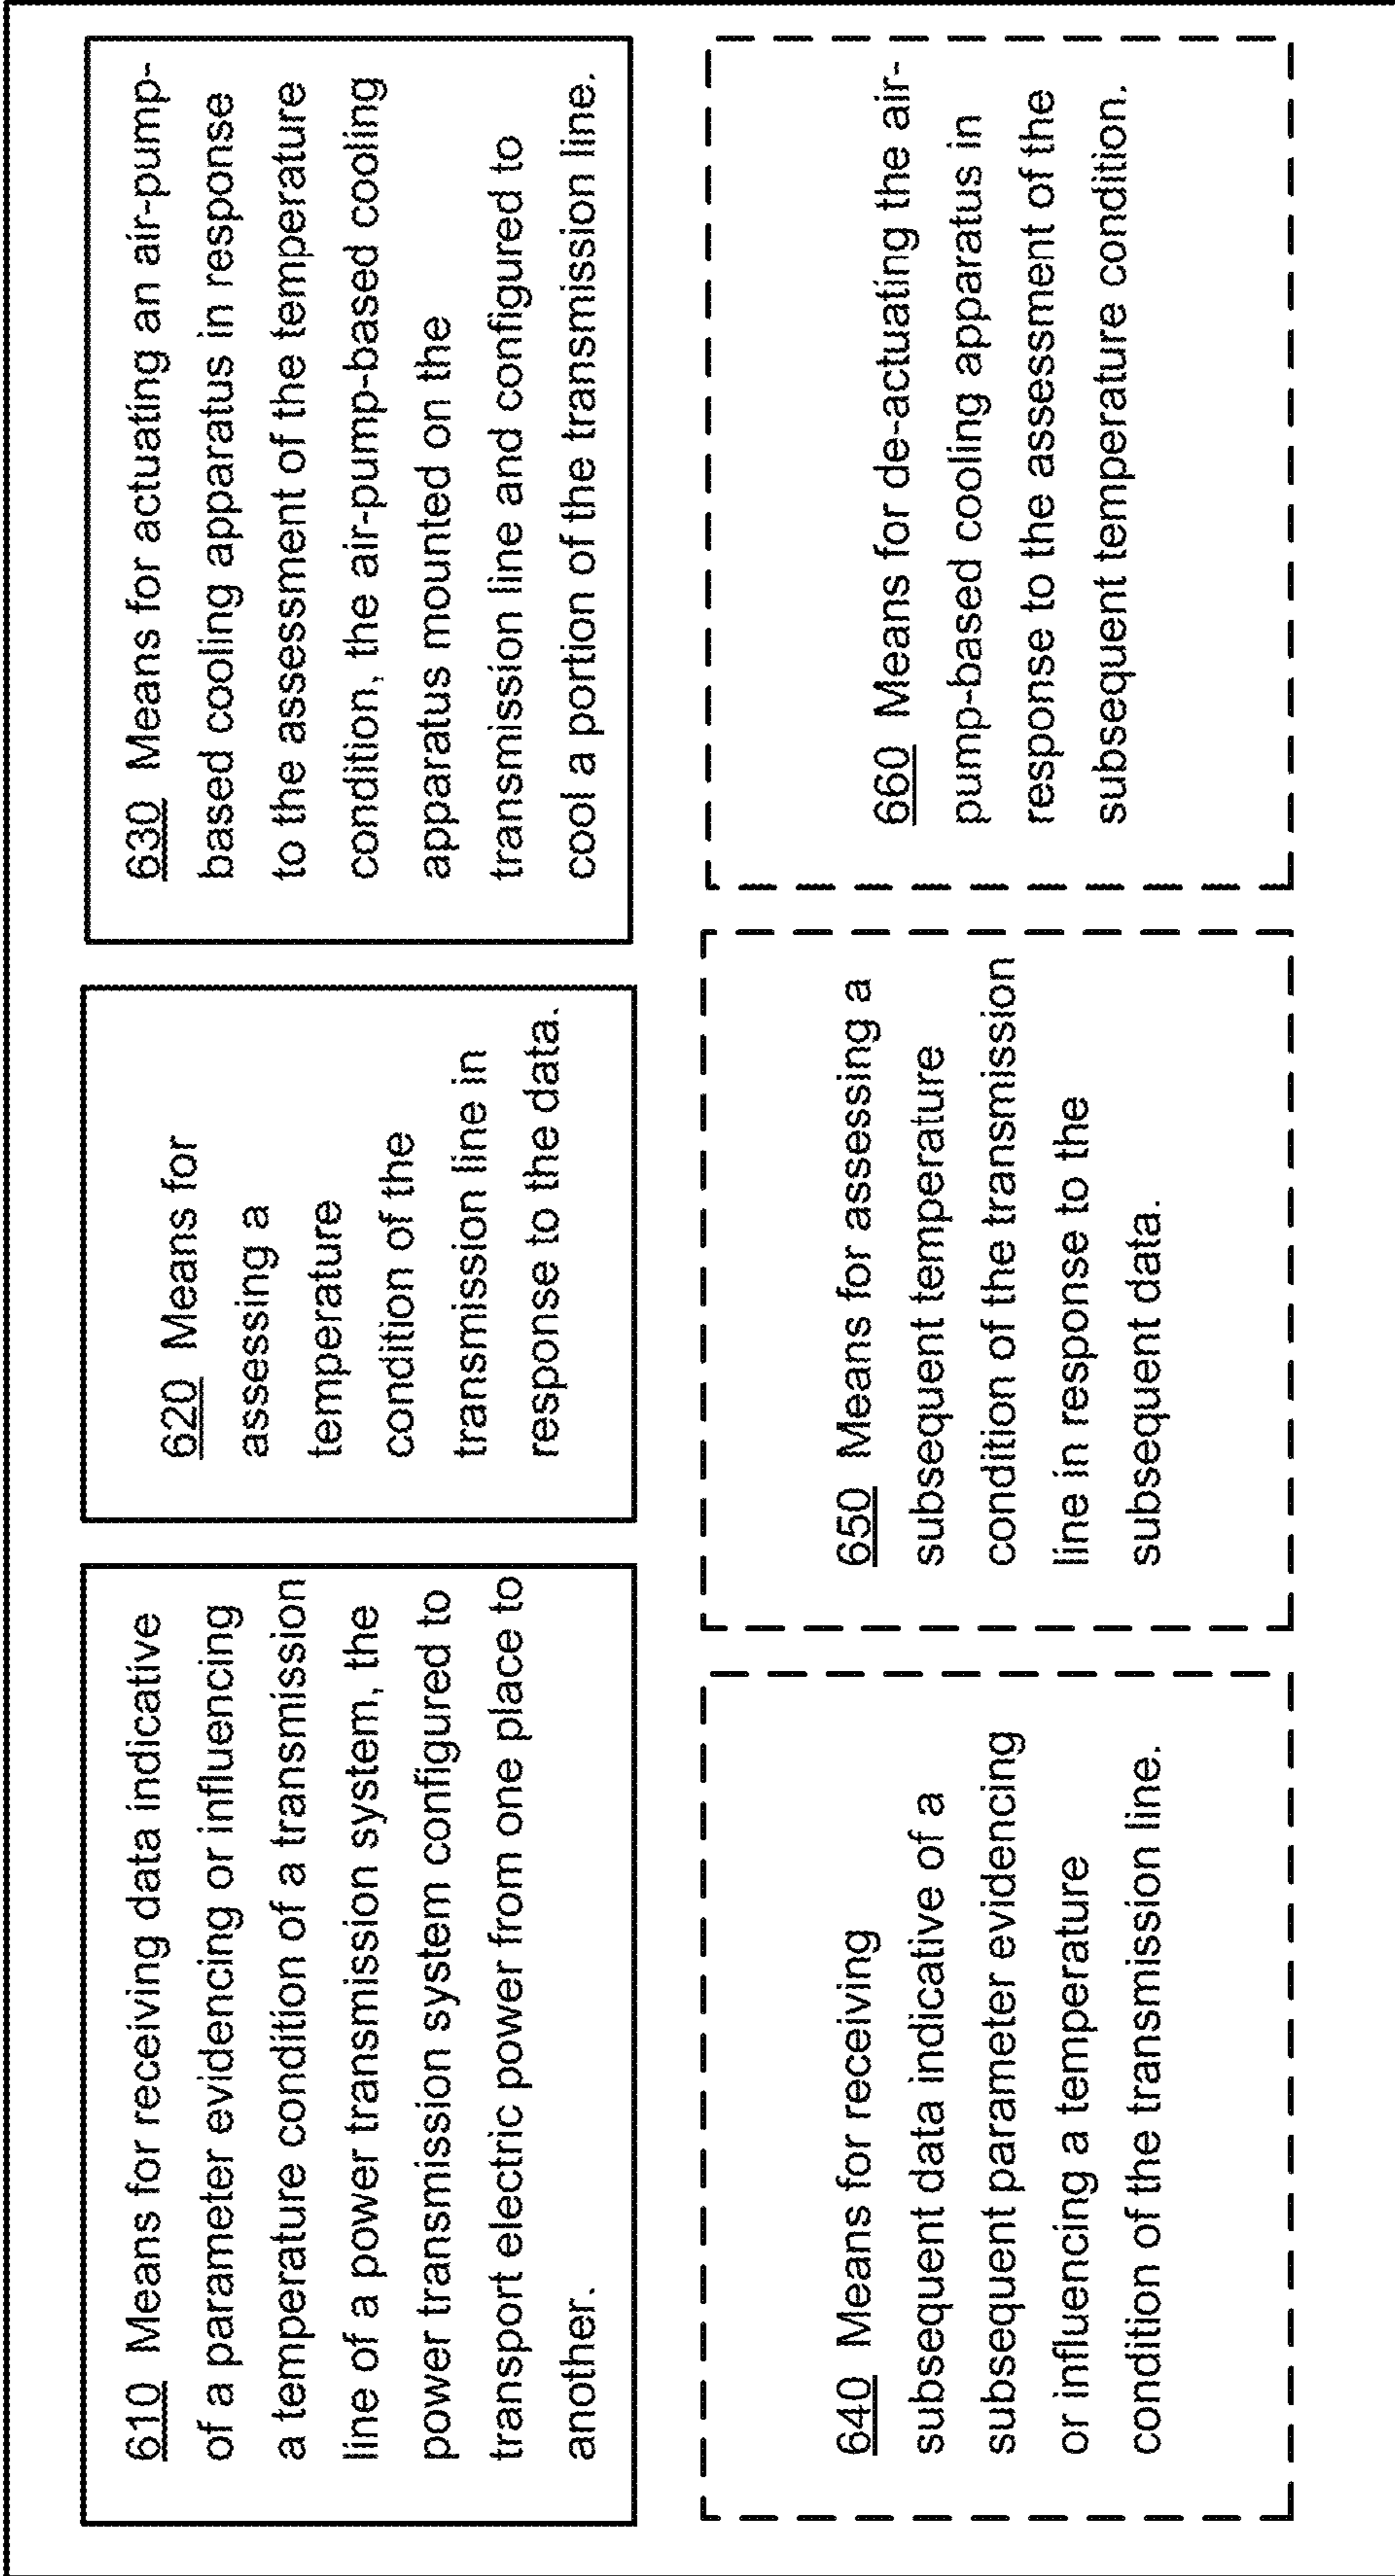 610 Means for receiving data indicative
of a parameter evidencing or influencing
a temperature condition of a transmission
line of a power transmission system, the
power transmission system configured to
transport electric power from one place to
another.
620 Means for
assessing a
temperature
condition of the
transmission line in
response to the data.
630 Means for actuating an air-pump-
based cooling apparatus in response
to the assessment of the temperature
condition, the air-pump-based cooling
apparatus mounted on the
transmission line and configured to
cool a portion of the transmission line.
640 Means for receiving
subsequent data indicative of a
subsequent parameter evidencing
or influencing a temperature
condition of the transmission line.
650 Means for assessing a
subsequent temperature
condition of the transmission
line in response to the
subsequent data.
660 Means for de-actuating the air-
pump-based cooling apparatus in
response to the assessment of the
subsequent temperature condition.